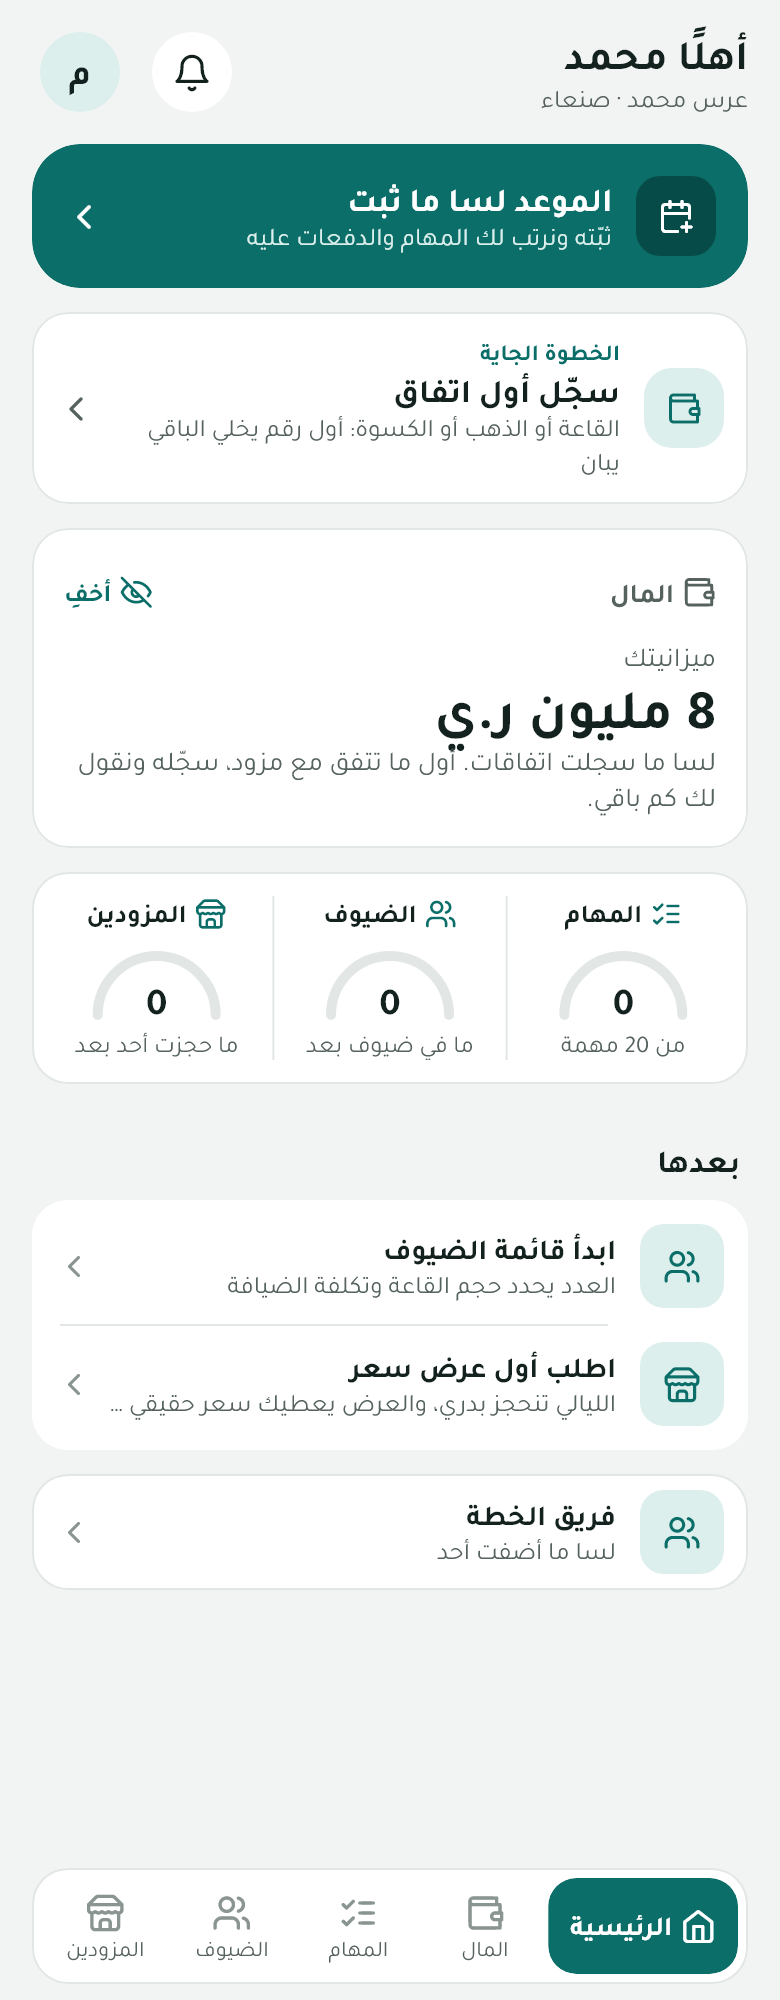 أهلًا محمد
عرس محمد · صنعاء
م
الموعد لسا ما ثبت
ثبّته ونرتب لك المهام والدفعات عليه
الخطوة الجاية
سجّل أول اتفاق
القاعة أو الذهب أو الكسوة: أول رقم يخلي الباقي
يبان
المال
أخفِ
ميزانيتك
8 مليون ر.ي
لسا ما سجلت اتفاقات. أول ما تتفق مع مزود، سجّله ونقول
لك كم باقي.
المهام
0
من 20 مهمة
الضيوف
0
ما في ضيوف بعد
المزودين
0
ما حجزت أحد بعد
بعدها
ابدأ قائمة الضيوف
العدد يحدد حجم القاعة وتكلفة الضيافة
اطلب أول عرض سعر
الليالي تنحجز بدري، والعرض يعطيك سعر حقيقي ...
فريق الخطة
لسا ما أضفت أحد
الرئيسية
المال
المهام
الضيوف
المزودين